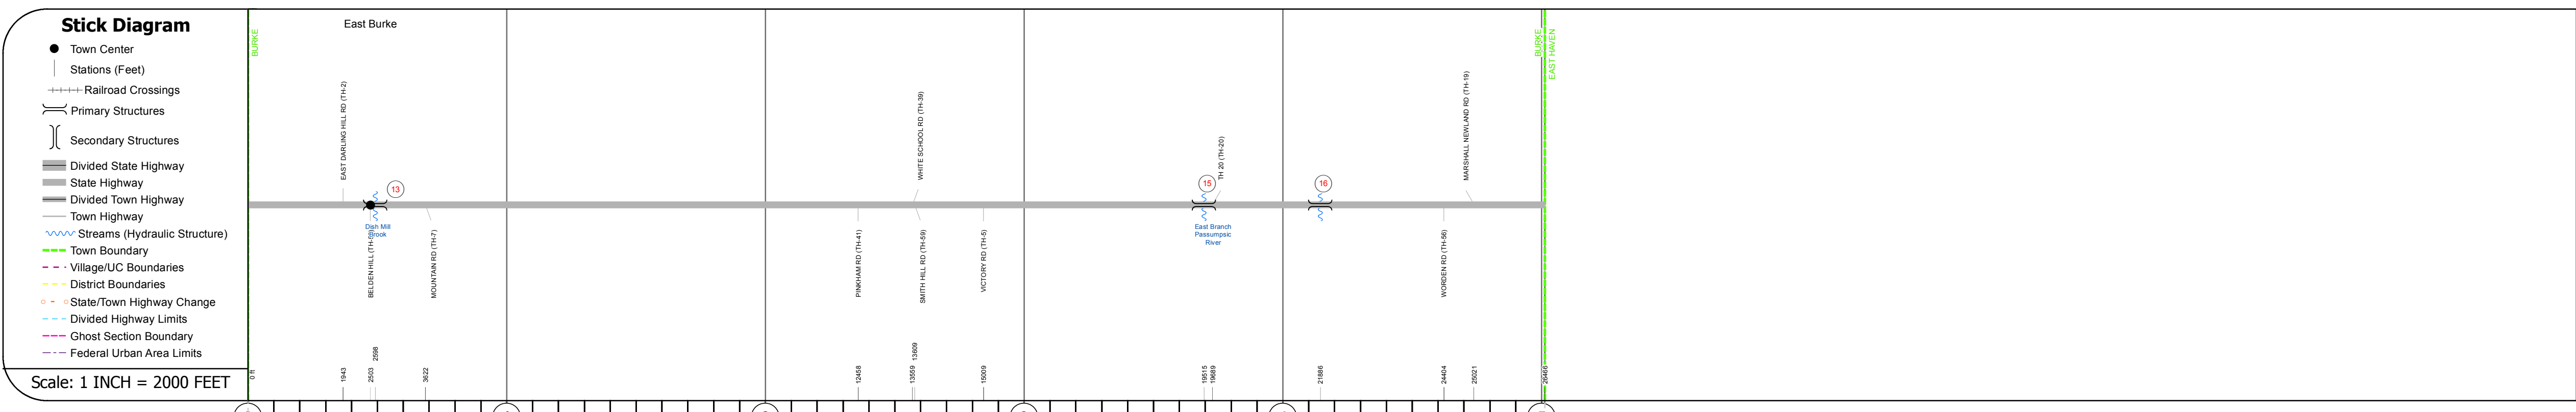 Stick Diagram
Town Center
Stations (Feet)
Railroad Crossings
Primary Structures
Secondary Structures
Divided State Highway
State Highway
Divided Town Highway
Town Highway
Streams (Hydraulic Structure)
Town Boundary
Village/UC Boundaries
District Boundaries
State/Town Highway Change
Divided Highway Limits
Ghost Section Boundary
Federal Urban Area Limits
Scale: 1 INCH = 2000 FEET
BURKE
East Burke
BURKE
EAST HAVEN
EAST DARLING HILL RD (TH-2)
WHITE SCHOOL RD (TH-39)
TH 20 (TH-20)
MARSHALL NEWLAND RD (TH-19)
13
15
16
Dish Mill
Brook
East Branch
Passumpsic
River
BELDEN HILL (TH-
MOUNTAIN RD (TH-7)
PINKHAM RD (TH-41)
SMITH HILL RD (TH-59)
VICTORY RD (TH-5)
WORDEN RD (TH-56)
0 ft
1943
2503
2598
3622
12458
13559
13609
15009
19515
19689
21886
24404
25021
26466